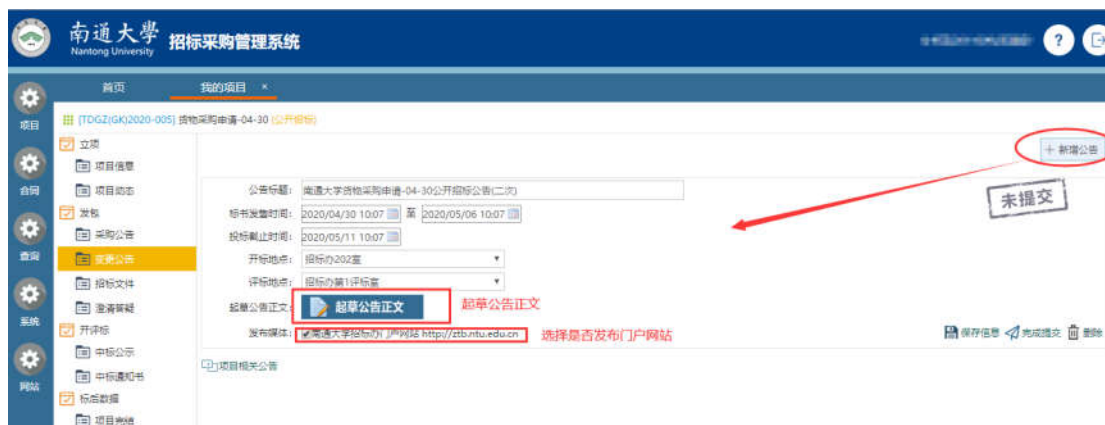 南通大學 招标采购管理系统
Nantong University
?
首页 我的项目 ×
项目
合同
查询
系统
网站
[TDGZ(GK)2020-005] 货物采购申请-04-30 (公开招标)
立项
项目信息
项目动态
发包
采购公告
变更公告
招标文件
澄清答疑
开评标
中标公示
中标通知书
标后数据
项目完结
+ 新增公告
未提交
公告标题: 南通大学货物采购申请-04-30公开招标公告(二次)
标书发售时间: 2020/04/30 10:07 至 2020/05/06 10:07
投标截止时间: 2020/05/11 10:07
开标地点: 招标办202室
评标地点: 招标办第1评标室
起草公告正文: 起草公告正文 起草公告正文
发布媒体: 南通大学招标办门户网站 http://ztb.ntu.edu.cn 选择是否发布门户网站
保存信息 完成提交 删除
项目相关公告